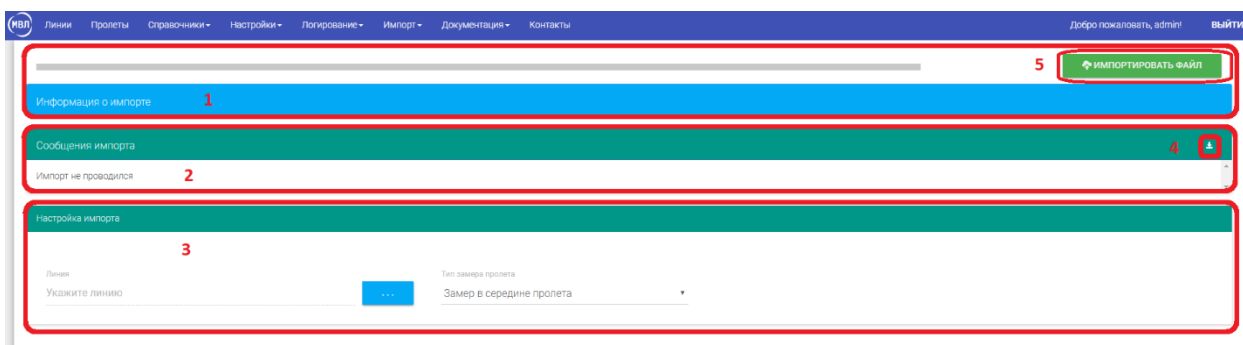 ИВЛ Линии Пролеты Справочники Настройки Логирование Импорт Документация Контакты Добро пожаловать, admin! ВЫЙТИ
5 ИМПОРТИРОВАТЬ ФАЙЛ
Информация о импорте 1
Сообщения импорта 4
Импорт не проводился 2
Настройка импорта
3
Линия Тип замера пролета
Укажите линию ... Замер в середине пролета